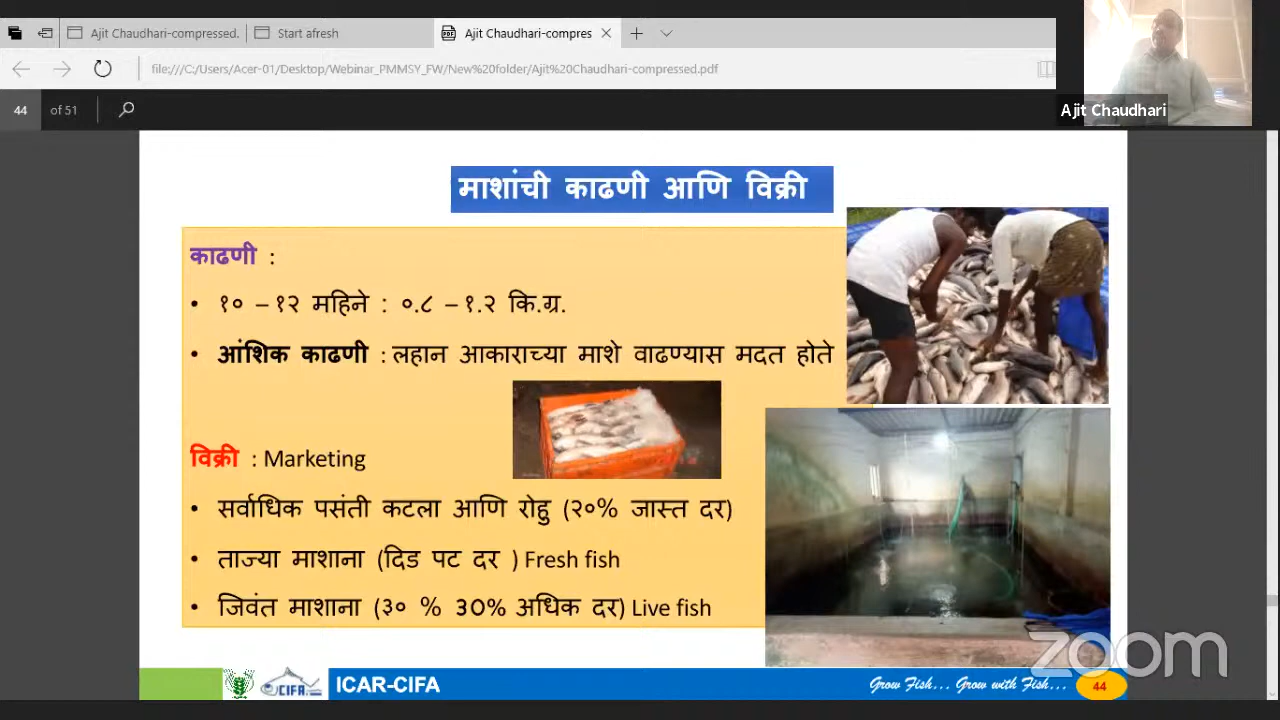 Ajit Chaudhari-compressed.
Start afresh
Ajit Chaudhari-compres
file:///C:/Users/Acer-01/Desktop/Webinar_PMMSY_FW/New%20folder/Ajit%20Chaudhari-compressed.pdf
44 of 51
Ajit Chaudhari
माशांची काढणी आणि विक्री
काढणी :
• १० – १२ महिने : ०.८ – १.२ कि.ग्र.
• आंशिक काढणी : लहान आकाराच्या माशे वाढण्यास मदत होते
विक्री : Marketing
• सर्वाधिक पसंती कटला आणि रोहु (२०% जास्त दर)
• ताज्या माशाना (दिड पट दर ) Fresh fish
• जिवंत माशाना (३० % 30% अधिक दर) Live fish
zoom
CIFA
ICAR-CIFA
Grow Fish... Grow with Fish...
44